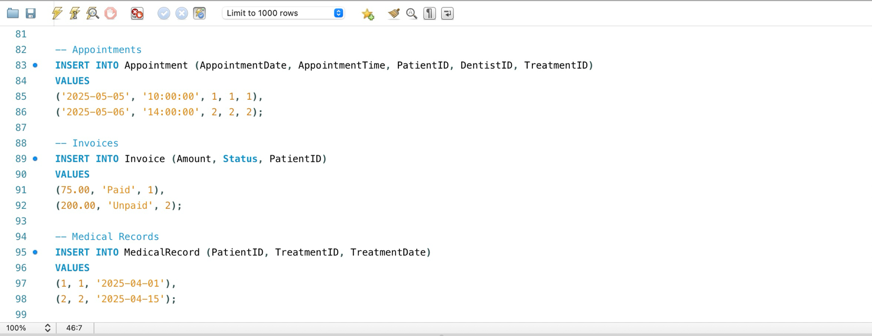 Limit to 1000 rows
81
82 -- Appointments
83 INSERT INTO Appointment (AppointmentDate, AppointmentTime, PatientID, DentistID, TreatmentID)
84 VALUES
85 ('2025-05-05', '10:00:00', 1, 1, 1),
86 ('2025-05-06', '14:00:00', 2, 2, 2);
87
88 -- Invoices
89 INSERT INTO Invoice (Amount, Status, PatientID)
90 VALUES
91 (75.00, 'Paid', 1),
92 (200.00, 'Unpaid', 2);
93
94 -- Medical Records
95 INSERT INTO MedicalRecord (PatientID, TreatmentID, TreatmentDate)
96 VALUES
97 (1, 1, '2025-04-01'),
98 (2, 2, '2025-04-15');
99
100% 46:7